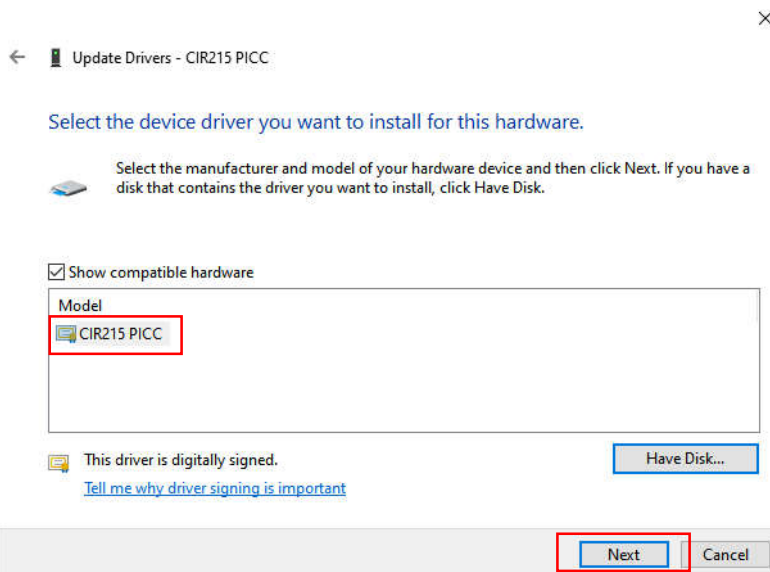 Update Drivers - CIR215 PICC
Select the device driver you want to install for this hardware.
Select the manufacturer and model of your hardware device and then click Next. If you have a
disk that contains the driver you want to install, click Have Disk.
Show compatible hardware
Model
CIR215 PICC
This driver is digitally signed.
Have Disk...
Tell me why driver signing is important
Next
Cancel